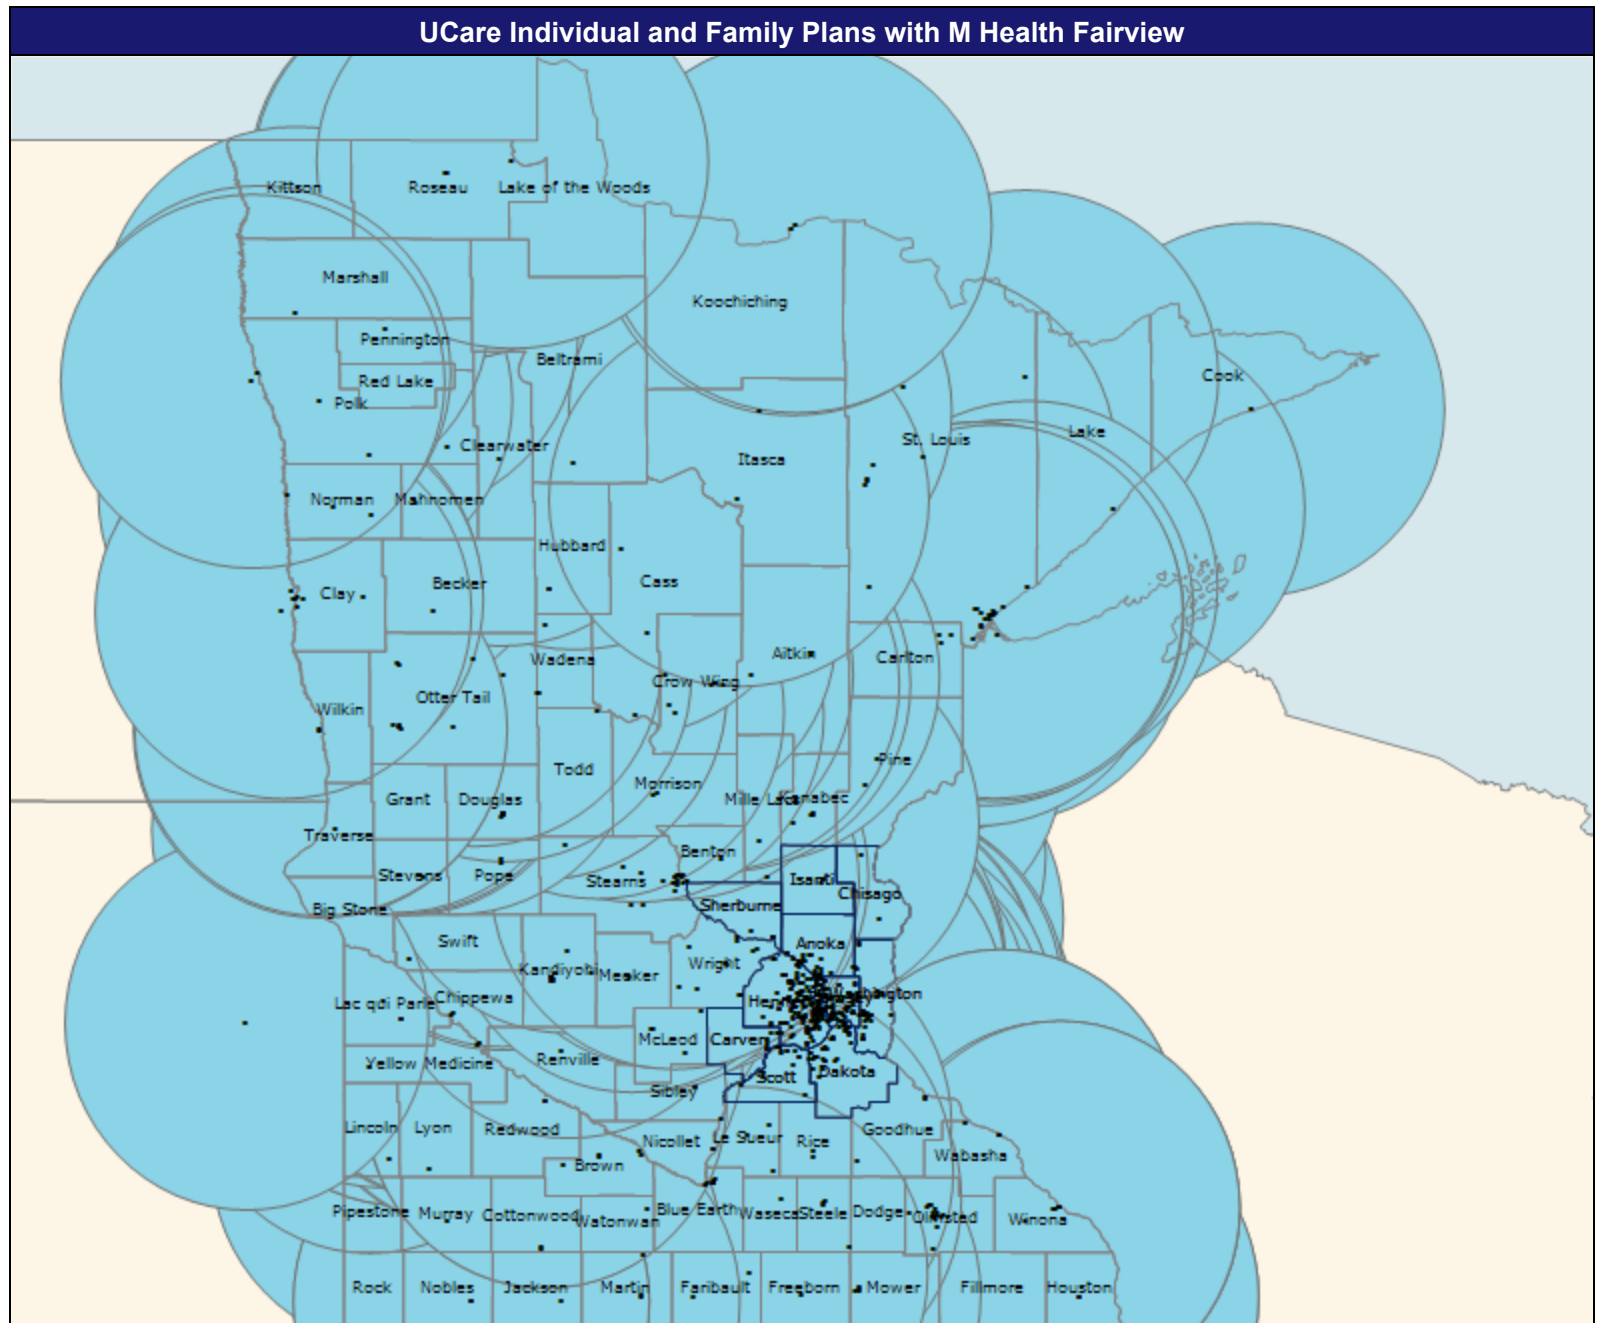 UCare Individual and Family Plans with M Health Fairview
Kittson
Roseau
Lake of the Woods
Marshall
Koochiching
Pennington
Beltrami
Red Lake
Polk
Cook
Clearwater
St. Louis
Lake
Itasca
Norman
Mahnomen
Hubbard
Clay
Becker
Cass
Wadena
Aitkin
Carlton
Crow Wing
Otter Tail
Wilkin
Todd
Pine
Morrison
Grant
Douglas
Mille Lacs
Kanabec
Traverse
Benton
Stevens
Pope
Stearns
Isanti
Chisago
Big Stone
Sherburne
Swift
Anoka
Kandiyohi
Meeker
Wright
Lac qui Parle
Chippewa
Washington
McLeod
Carver
Yellow Medicine
Renville
Scott
Dakota
Sibley
Lincoln
Lyon
Redwood
Nicollet
Le Sueur
Rice
Goodhue
Brown
Wabasha
Pipestone
Murray
Cottonwood
Watonwan
Blue Earth
Waseca
Steele
Dodge
Olmsted
Winona
Rock
Nobles
Jackson
Martin
Faribault
Freeborn
Mower
Fillmore
Houston